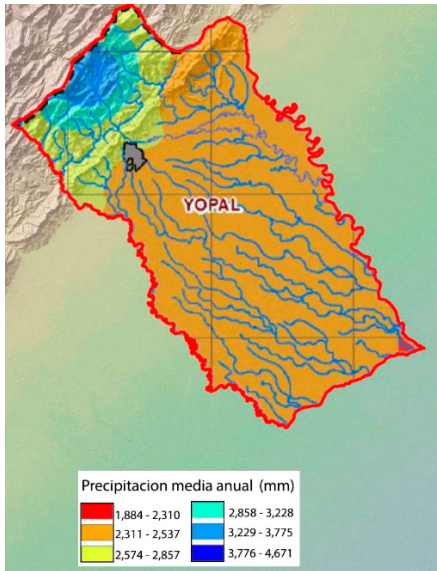 YOPAL
Precipitacion media anual (mm)
1,884 - 2,310
2,311 - 2,537
2,574 - 2,857
2,858 - 3,228
3,229 - 3,775
3,776 - 4,671